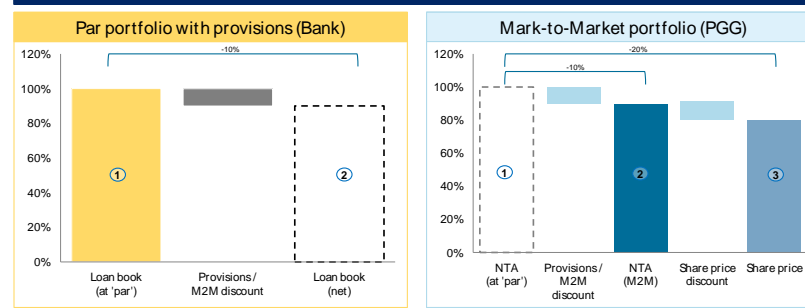 Par portfolio with provisions (Bank)
-10%
120%
100%
80%
60%
40%
20%
0%
1
2
Loan book
(at 'par')
Provisions /
M2M discount
Loan book
(net)
Mark-to-Market portfolio (PGG)
-20%
-10%
120%
100%
80%
60%
40%
20%
0%
1
2
3
NTA
(at 'par')
Provisions /
M2M
discount
NTA
(M2M)
Share price
discount
Share price